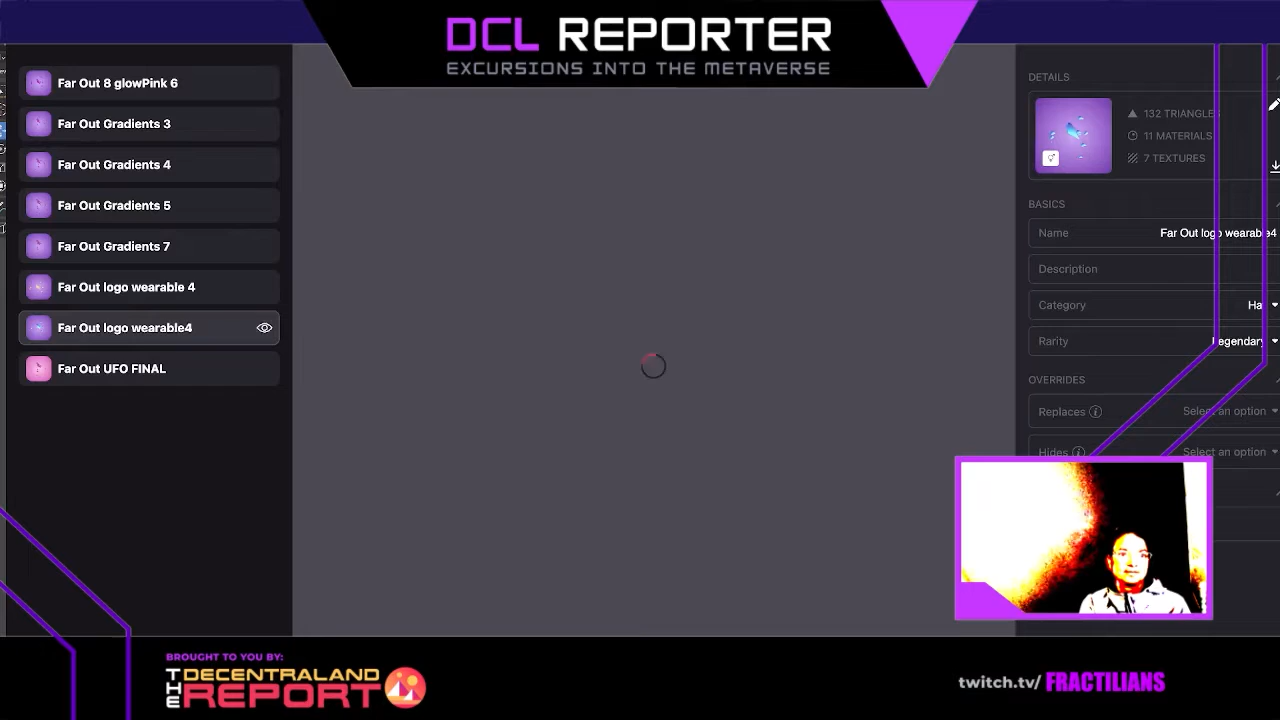 DCL REPORTER
EXCURSIONS INTO THE METAVERSE
Far Out 8 glowPink 6
Far Out Gradients 3
Far Out Gradients 4
Far Out Gradients 5
Far Out Gradients 7
Far Out logo wearable 4
Far Out logo wearable4
Far Out UFO FINAL
DETAILS
132 TRIANGLES
11 MATERIALS
7 TEXTURES
BASICS
Name Far Out logo wearable4
Description
Category
Rarity Legendary
OVERRIDES
Replaces Select an option
Hides Select an option
BROUGHT TO YOU BY:
THE DECENTRALAND
REPORT
twitch.tv/ FRACTILIANS